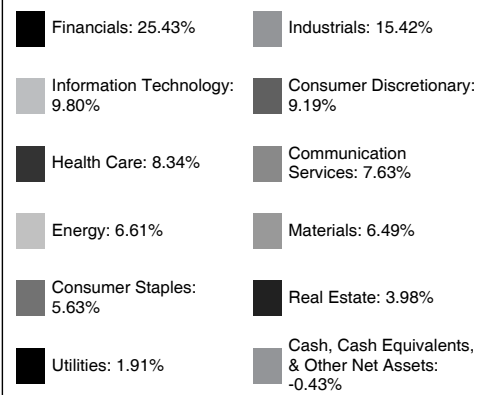 Financials: 25.43%
Industrials: 15.42%
Information Technology:
9.80%
Consumer Discretionary:
9.19%
Health Care: 8.34%
Communication
Services: 7.63%
Energy: 6.61%
Materials: 6.49%
Consumer Staples:
5.63%
Real Estate: 3.98%
Utilities: 1.91%
Cash, Cash Equivalents,
& Other Net Assets:
-0.43%